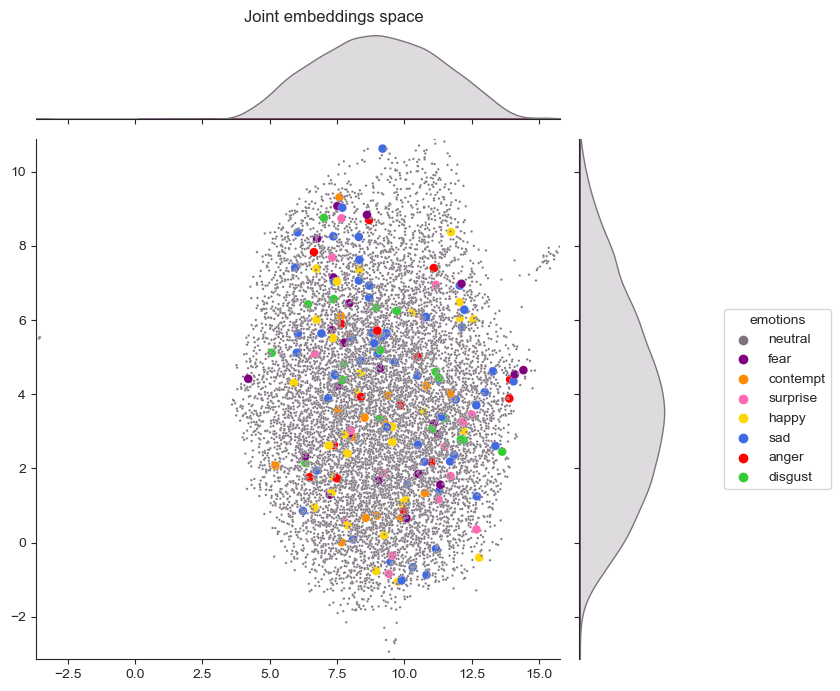 Joint embeddings space
10
8
6
4
2
0
−2
−2.5
0.0
2.5
5.0
7.5
10.0
12.5
15.0
emotions
neutral
fear
contempt
surprise
happy
sad
anger
disgust